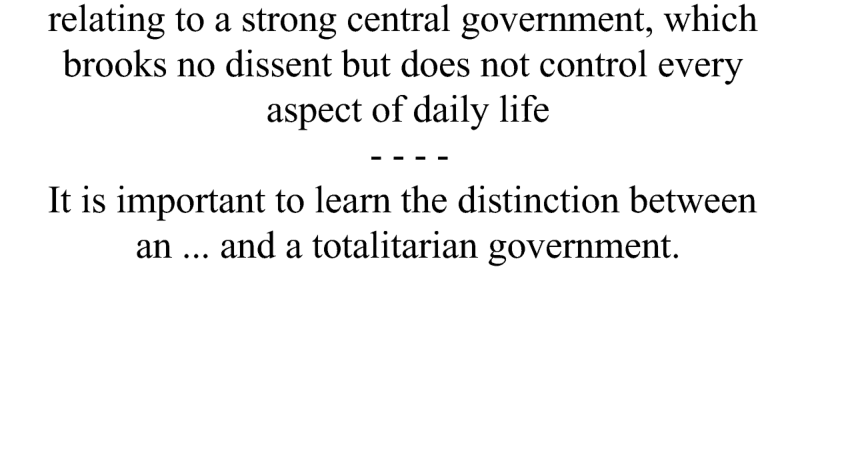 relating to a strong central government, which
brooks no dissent but does not control every
aspect of daily life
- - - -
It is important to learn the distinction between
an ... and a totalitarian government.